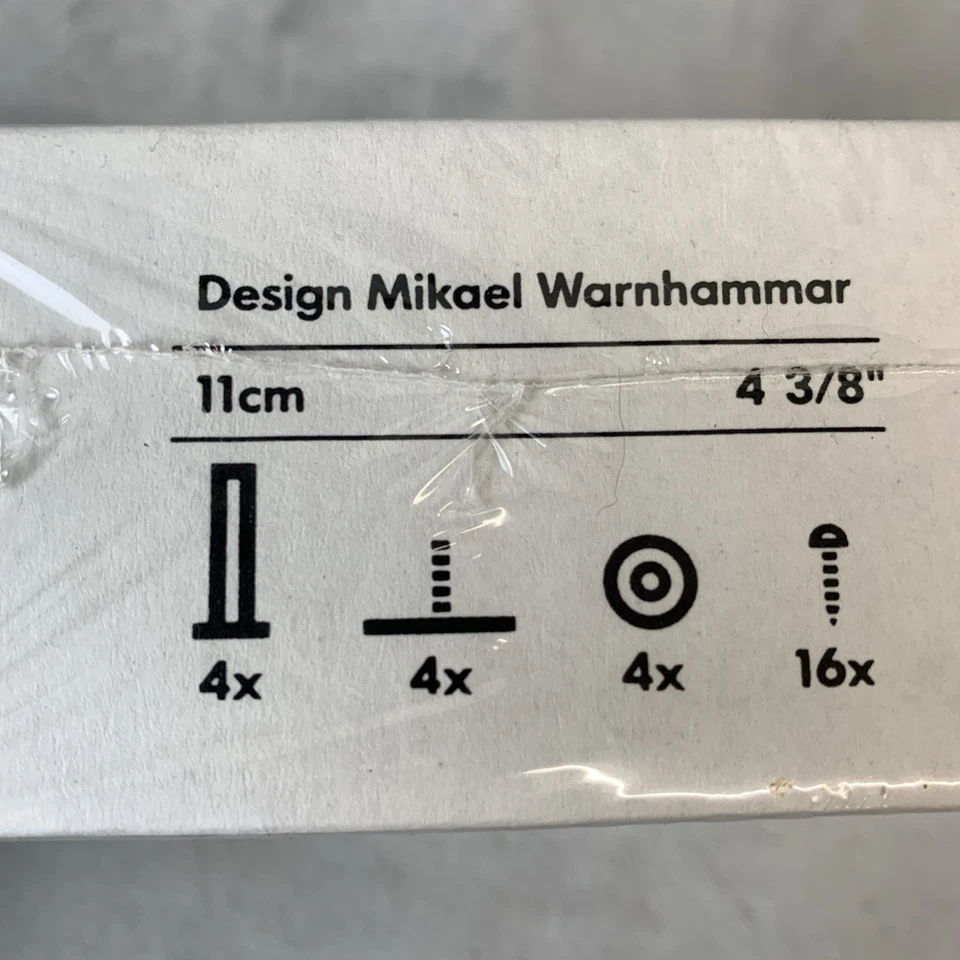 Design Mikael Warnhammar
11cm 4 3/8"
4x 4x 4x 16x